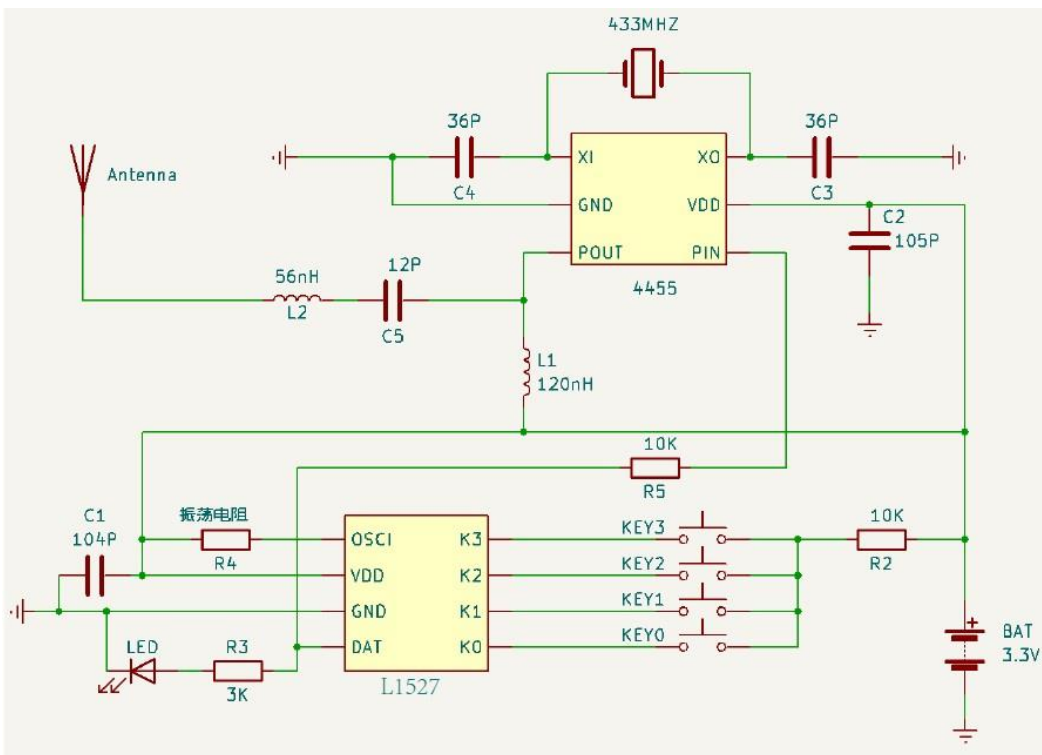 433MHZ
36P
C4
36P
C3
XI
XO
GND
VDD
POUT
PIN
4455
C2
105P
Antenna
56nH
L2
12P
C5
L1
120nH
10K
R5
C1
104P
振荡电阻
R4
OSCI
VDD
GND
DAT
K3
K2
K1
K0
L1527
KEY3
KEY2
KEY1
KEY0
10K
R2
LED
R3
3K
+
BAT
3.3V